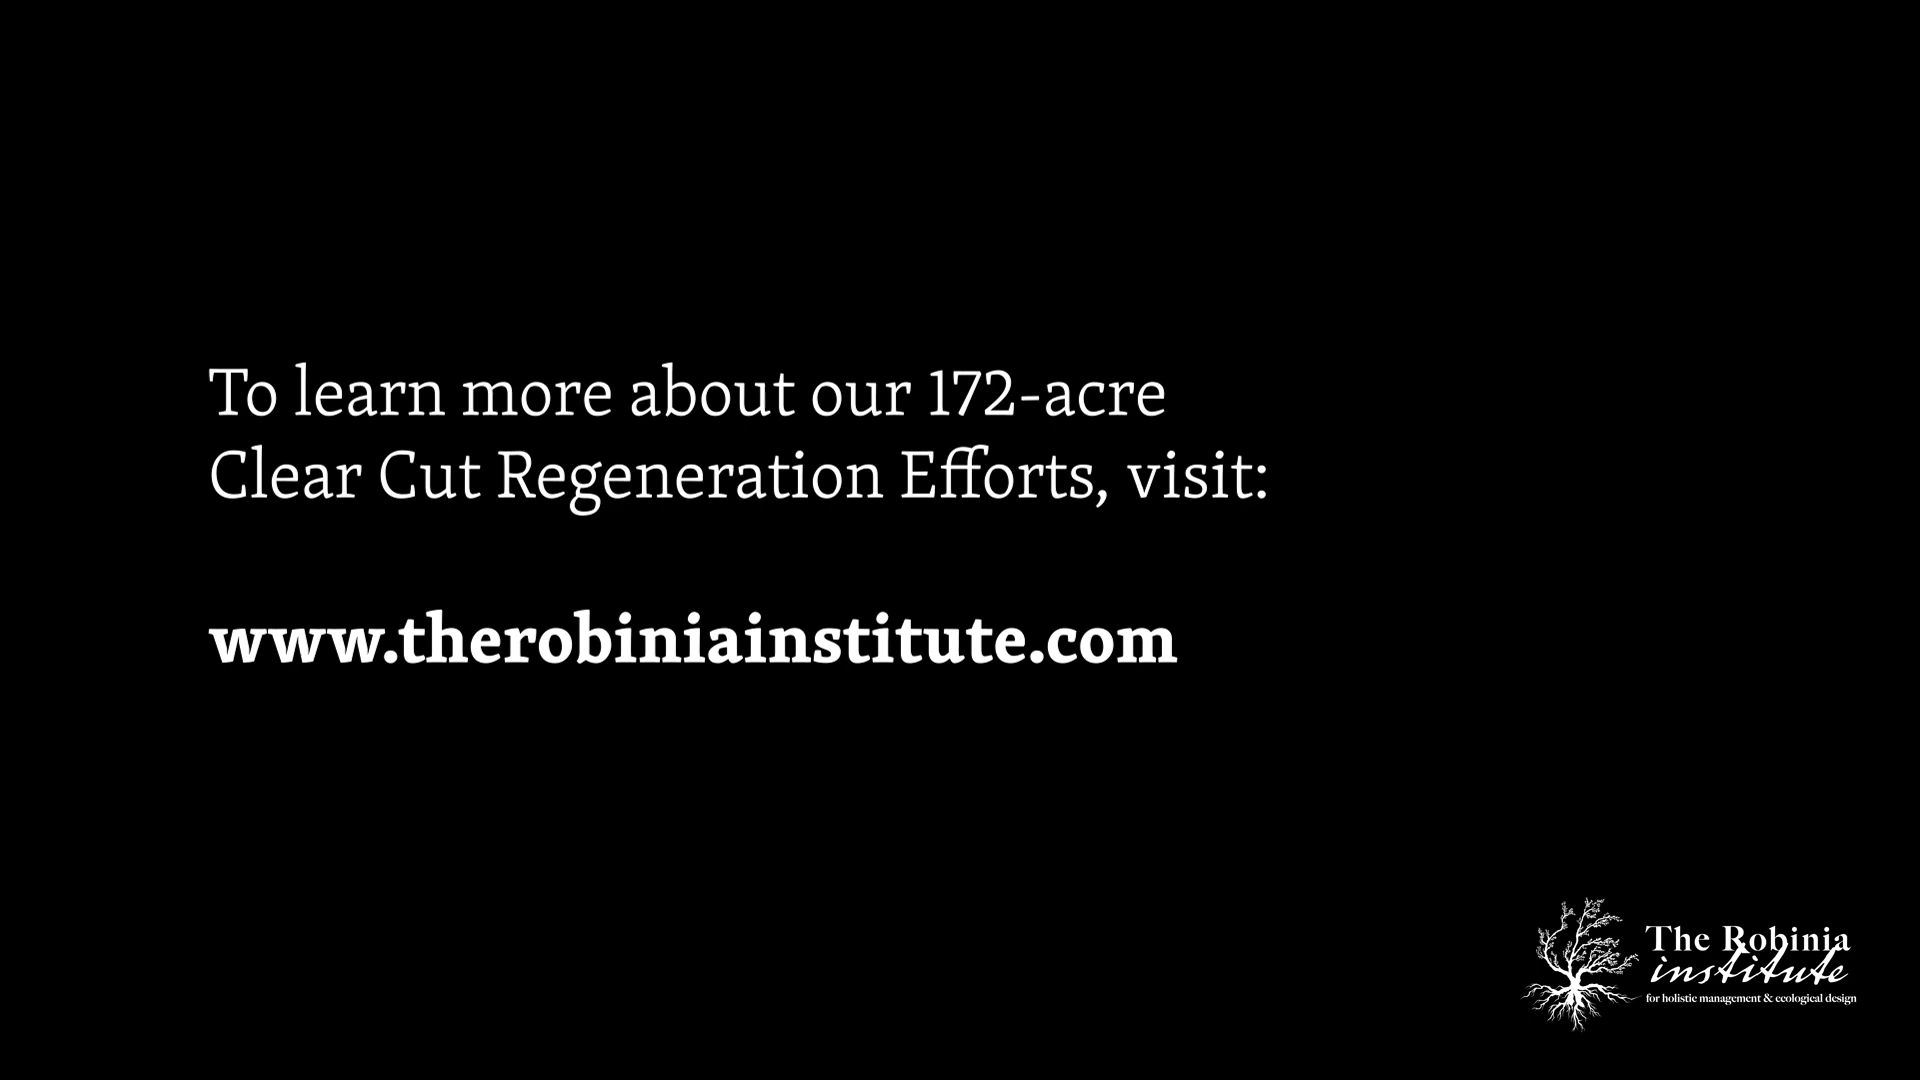 To learn more about our 172-acre
Clear Cut Regeneration Efforts, visit:
www.therobiniainstitute.com
The Robinia
institute
for holistic management & ecological design